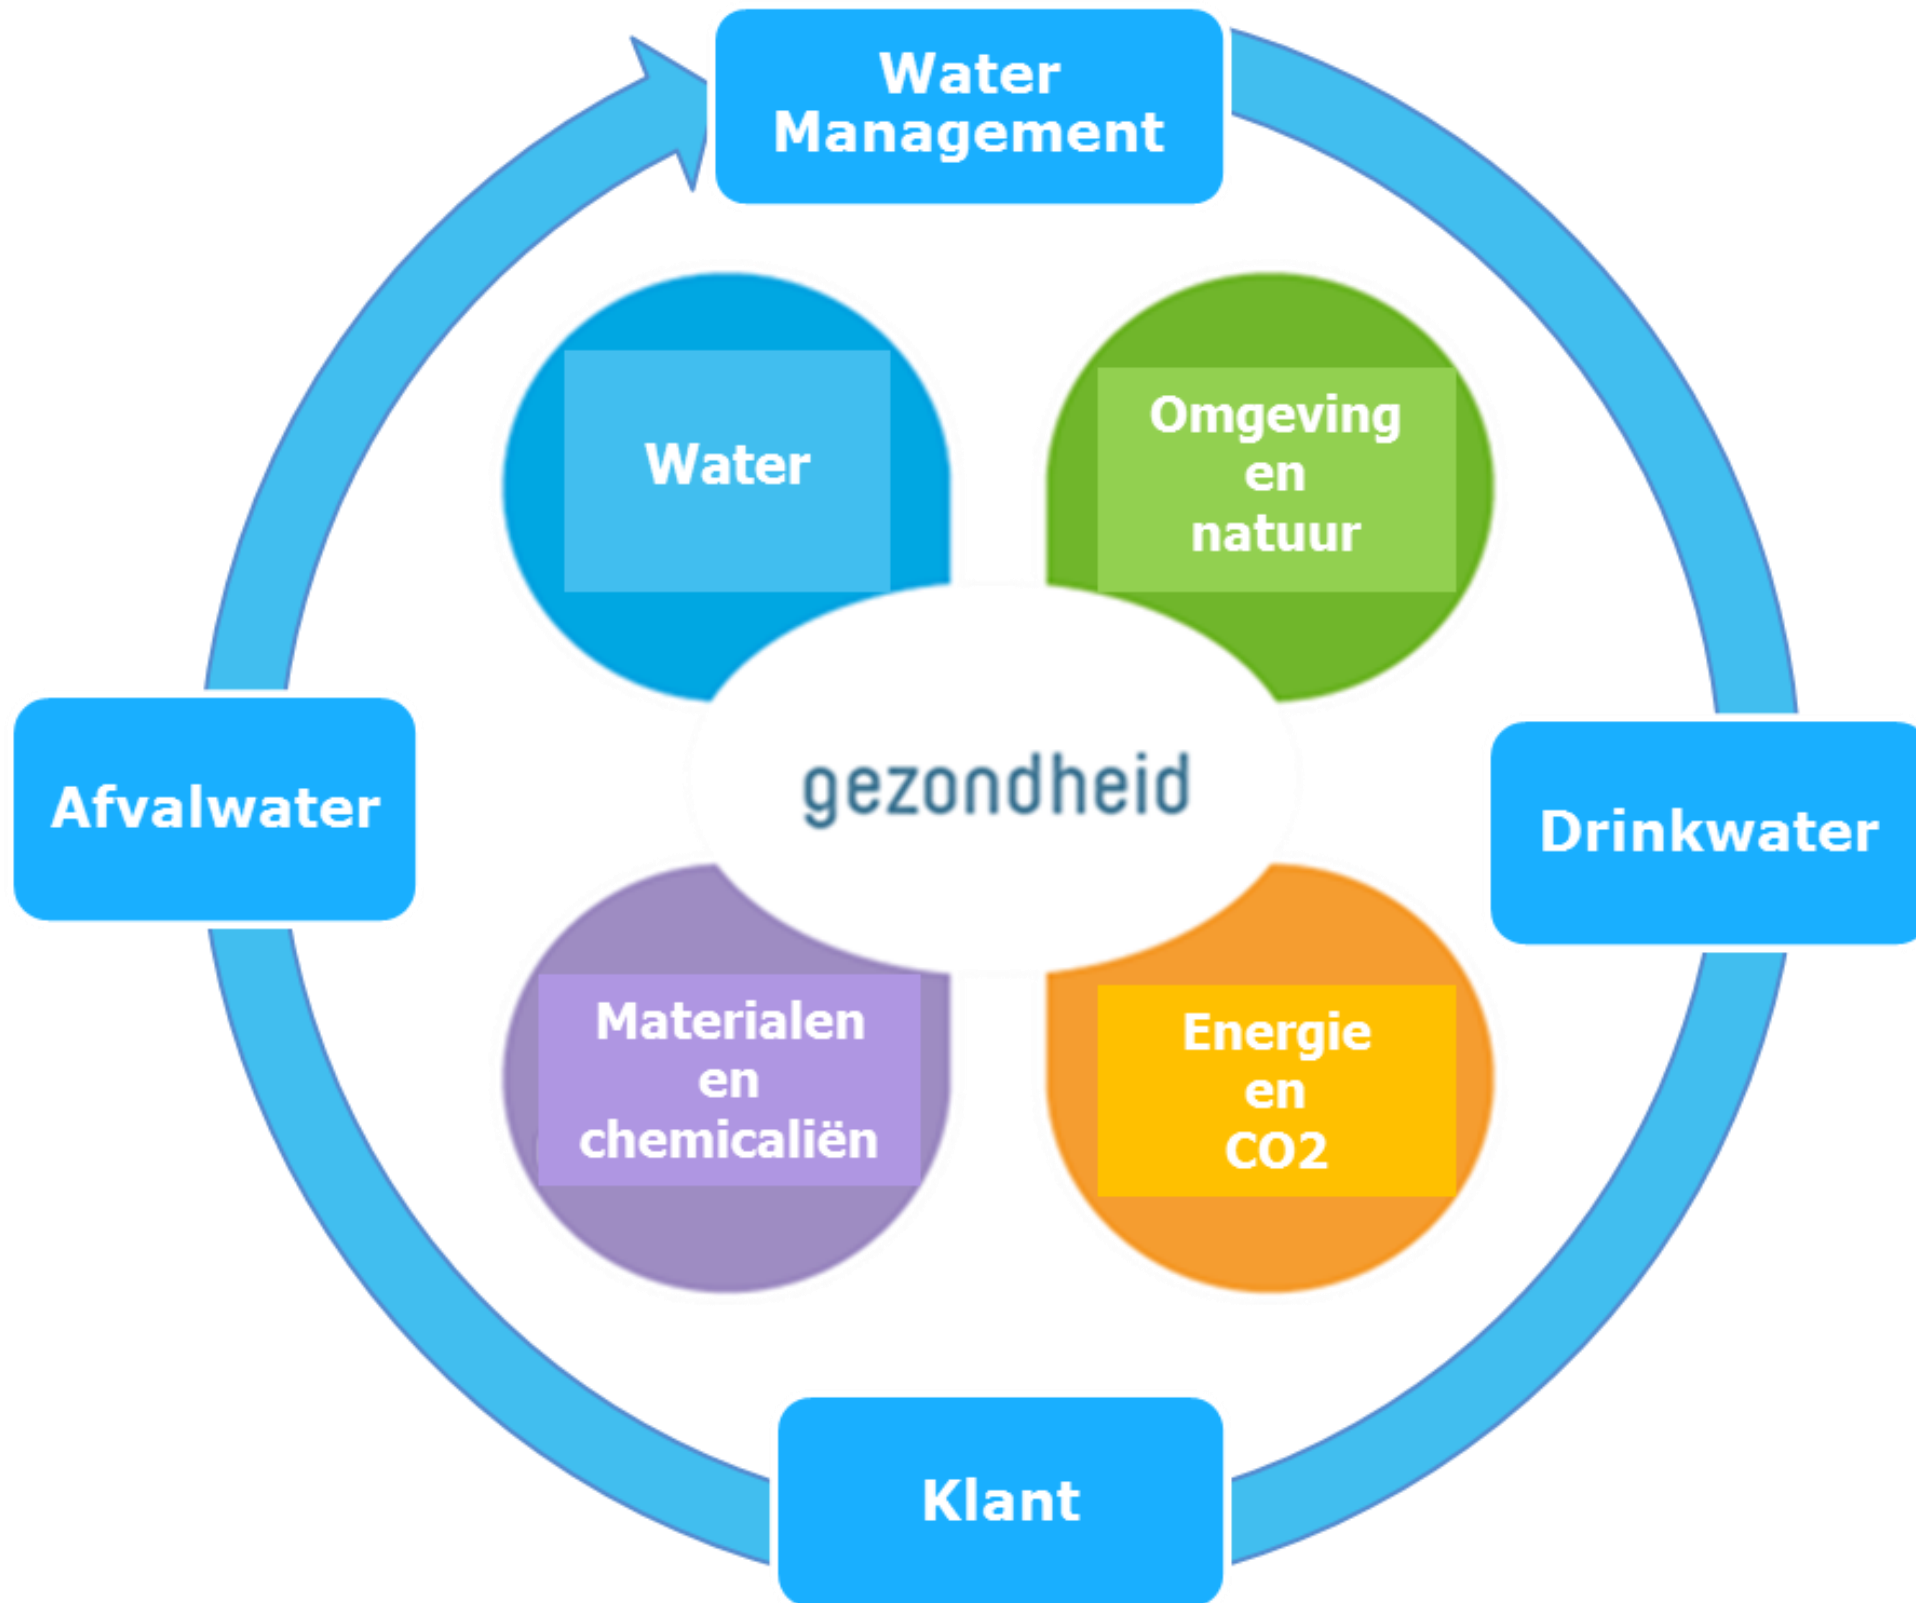 Water
Management
Water
Omgeving
en
natuur
Afvalwater
gezondheid
Drinkwater
Materialen
en
chemicaliën
Energie
en
CO2
Klant